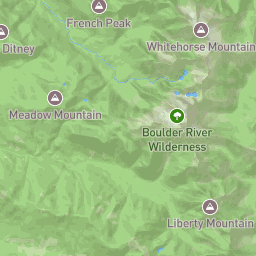 French Peak
Whitehorse Mountain
Ditney
Meadow Mountain
Boulder River
Wilderness
Liberty Mountain